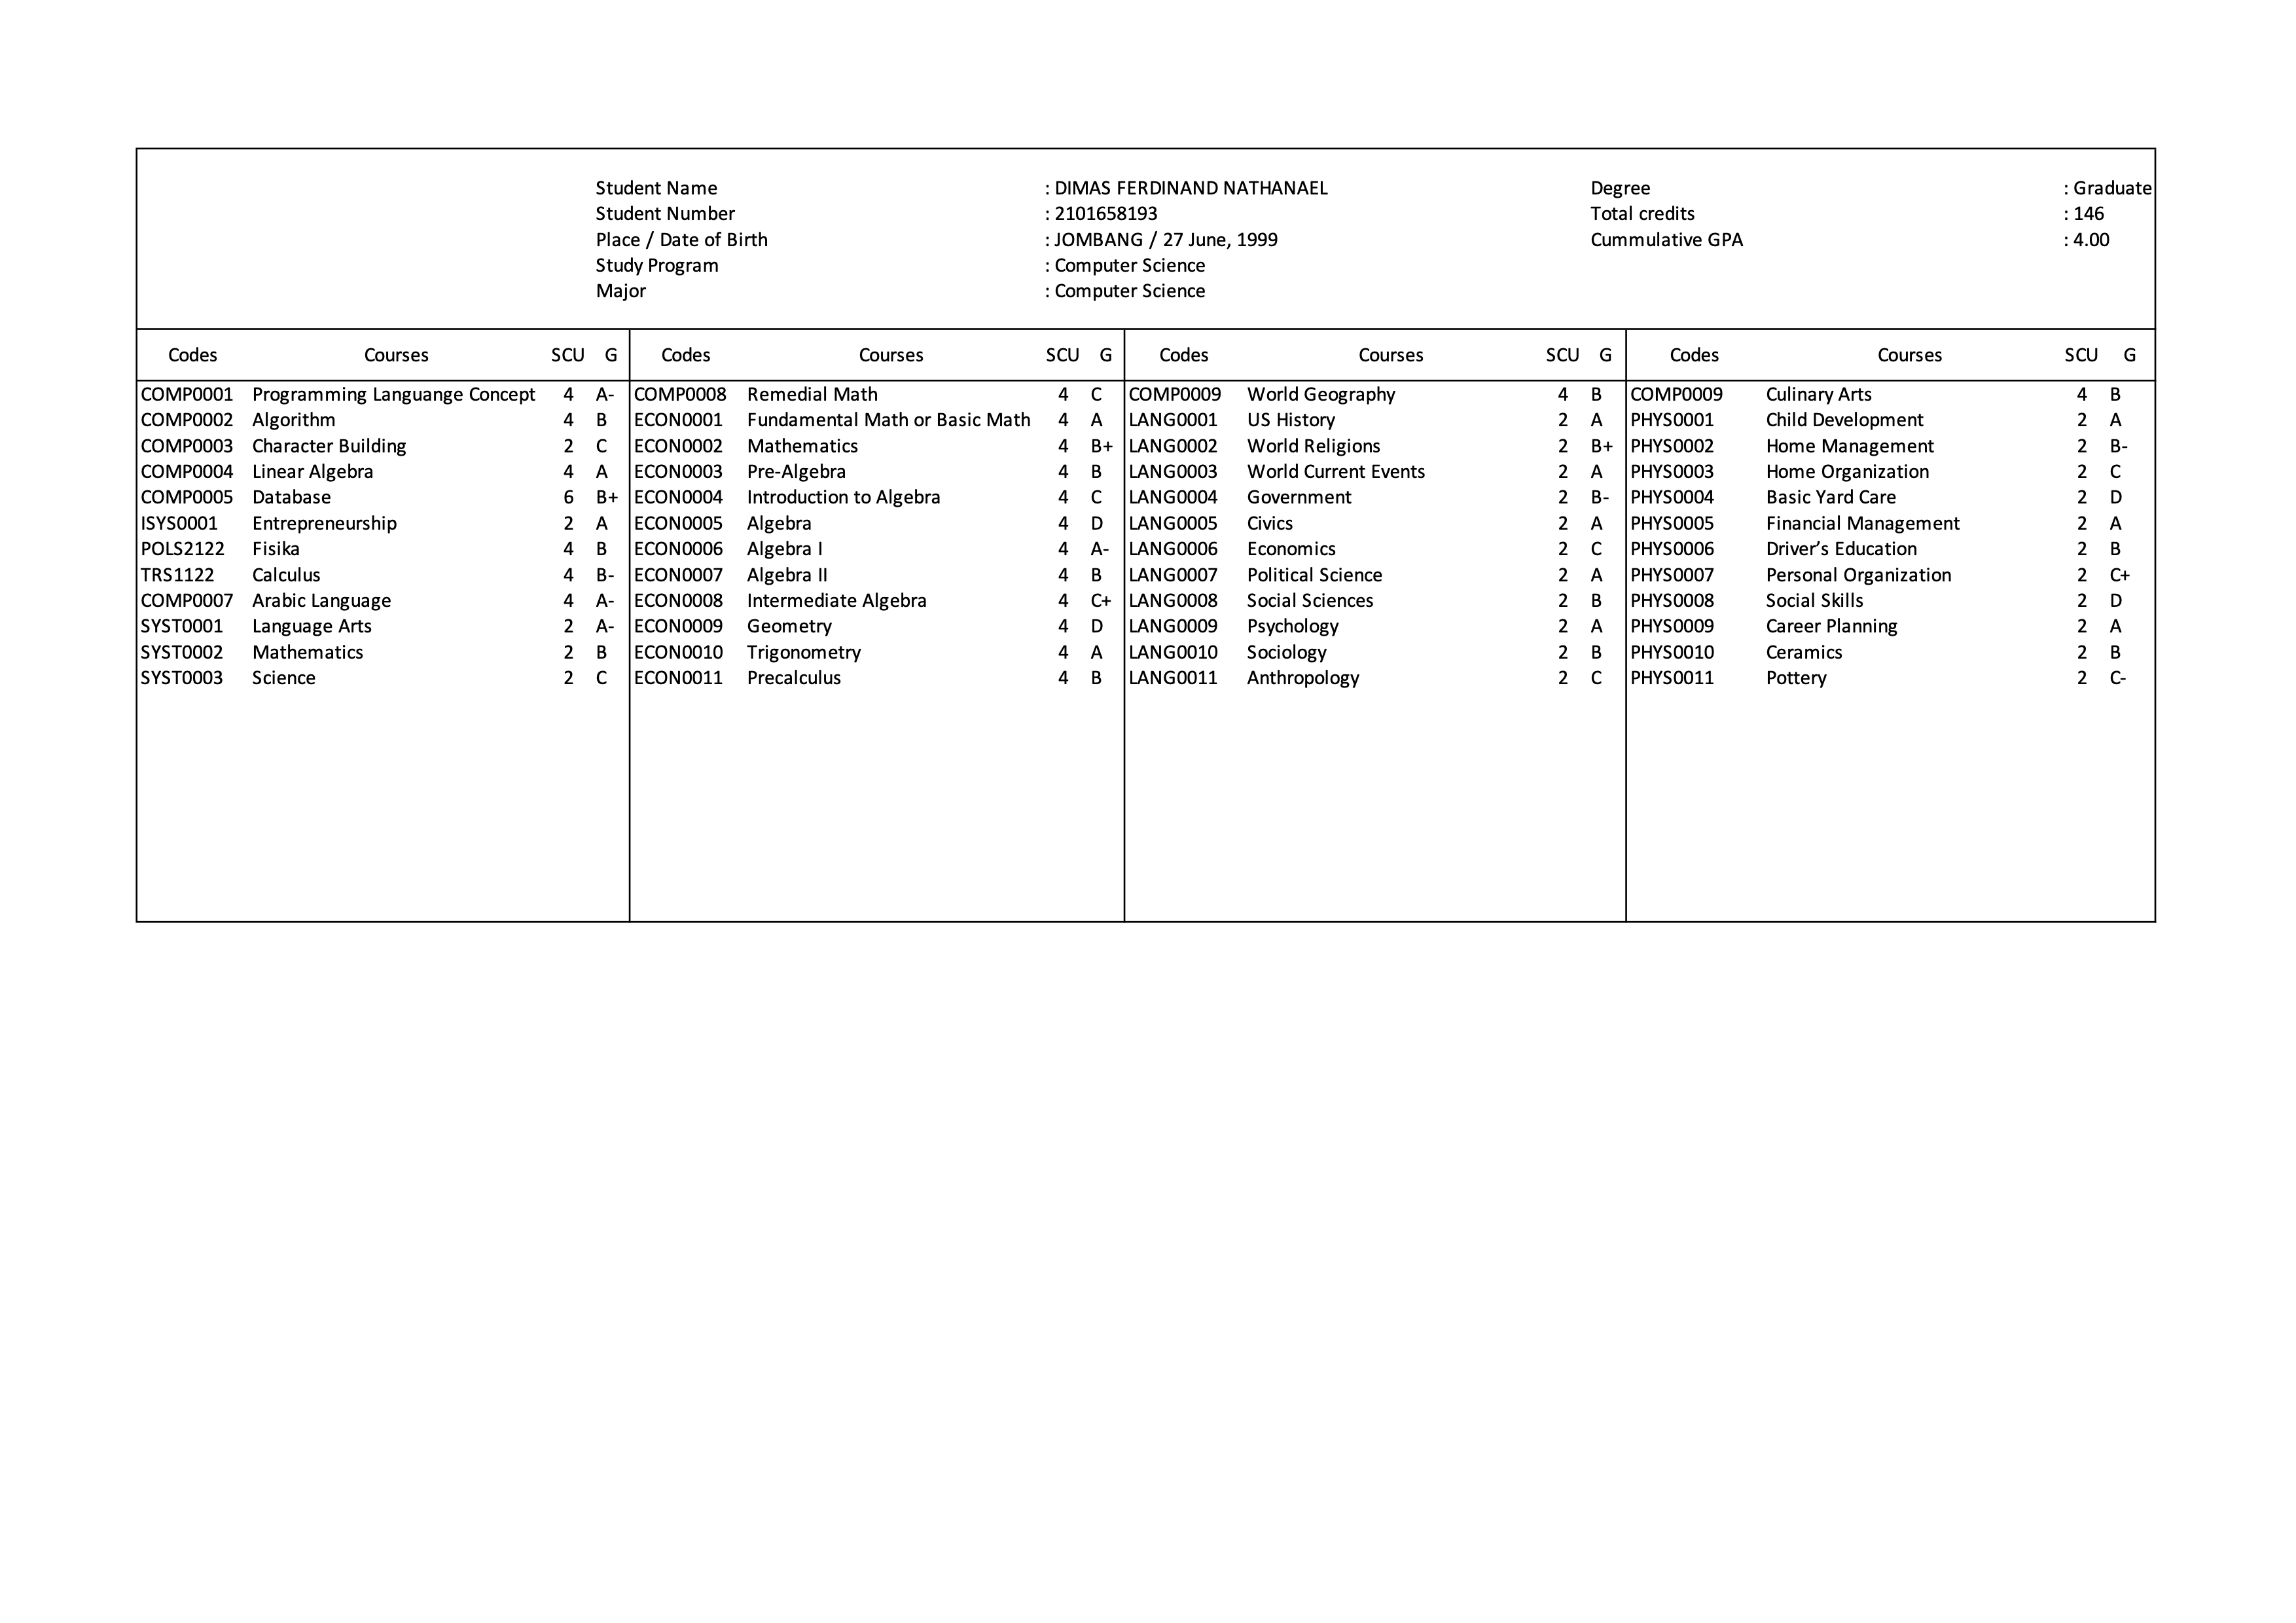 Student Name : DIMAS FERDINAND NATHANAEL Degree : Graduate
Student Number : 2101658193 Total credits : 146
Place / Date of Birth : JOMBANG / 27 June, 1999 Cummulative GPA : 4.00
Study Program : Computer Science
Major : Computer Science
Codes Courses SCU G Codes Courses SCU G Codes Courses SCU G Codes Courses SCU G
COMP0001 Programming Languange Concept 4 A- COMP0008 Remedial Math 4 C COMP0009 World Geography 4 B COMP0009 Culinary Arts 4 B
COMP0002 Algorithm 4 B ECON0001 Fundamental Math or Basic Math 4 A LANG0001 US History 2 A PHYS0001 Child Development 2 A
COMP0003 Character Building 2 C ECON0002 Mathematics 4 B+ LANG0002 World Religions 2 B+ PHYS0002 Home Management 2 B-
COMP0004 Linear Algebra 4 A ECON0003 Pre-Algebra 4 B LANG0003 World Current Events 2 A PHYS0003 Home Organization 2 C
COMP0005 Database 6 B+ ECON0004 Introduction to Algebra 4 C LANG0004 Government 2 B- PHYS0004 Basic Yard Care 2 D
ISYS0001 Entrepreneurship 2 A ECON0005 Algebra 4 D LANG0005 Civics 2 A PHYS0005 Financial Management 2 A
POLS2122 Fisika 4 B ECON0006 Algebra I 4 A- LANG0006 Economics 2 C PHYS0006 Driver’s Education 2 B
TRS1122 Calculus 4 B- ECON0007 Algebra II 4 B LANG0007 Political Science 2 A PHYS0007 Personal Organization 2 C+
COMP0007 Arabic Language 4 A- ECON0008 Intermediate Algebra 4 C+ LANG0008 Social Sciences 2 B PHYS0008 Social Skills 2 D
SYST0001 Language Arts 2 A- ECON0009 Geometry 4 D LANG0009 Psychology 2 A PHYS0009 Career Planning 2 A
SYST0002 Mathematics 2 B ECON0010 Trigonometry 4 A LANG0010 Sociology 2 B PHYS0010 Ceramics 2 B
SYST0003 Science 2 C ECON0011 Precalculus 4 B LANG0011 Anthropology 2 C PHYS0011 Pottery 2 C-